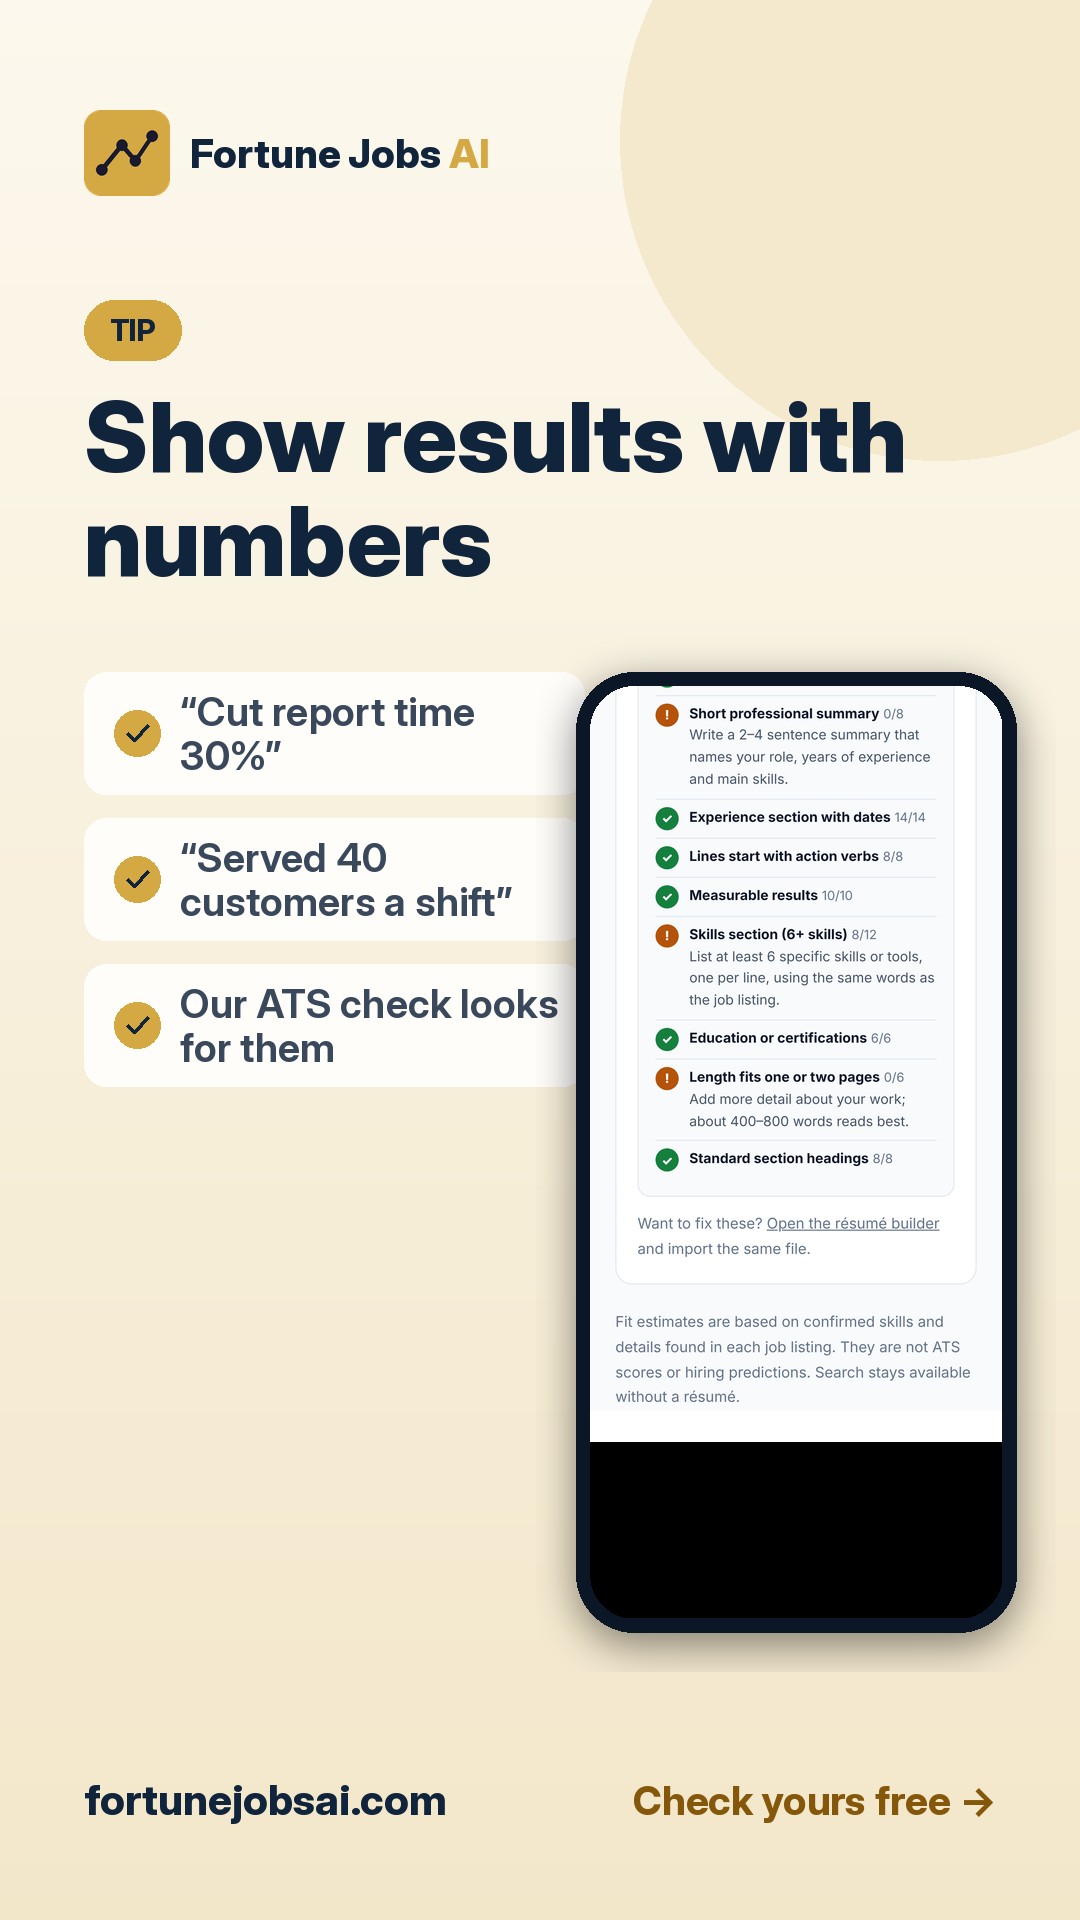 Fortune Jobs AI
TIP
Show results with
numbers
“Cut report time
30%”
“Served 40
customers a shift”
Our ATS check looks
for them
Short professional summary 0/8
Write a 2–4 sentence summary that
names your role, years of experience
and main skills.
Experience section with dates 14/14
Lines start with action verbs 8/8
Measurable results 10/10
Skills section (6+ skills) 8/12
List at least 6 specific skills or tools,
one per line, using the same words as
the job listing.
Education or certifications 6/6
Length fits one or two pages 0/6
Add more detail about your work;
about 400–800 words reads best.
Standard section headings 8/8
Want to fix these? Open the résumé builder
and import the same file.
Fit estimates are based on confirmed skills and
details found in each job listing. They are not ATS
scores or hiring predictions. Search stays available
without a résumé.
fortunejobsai.com
Check yours free →